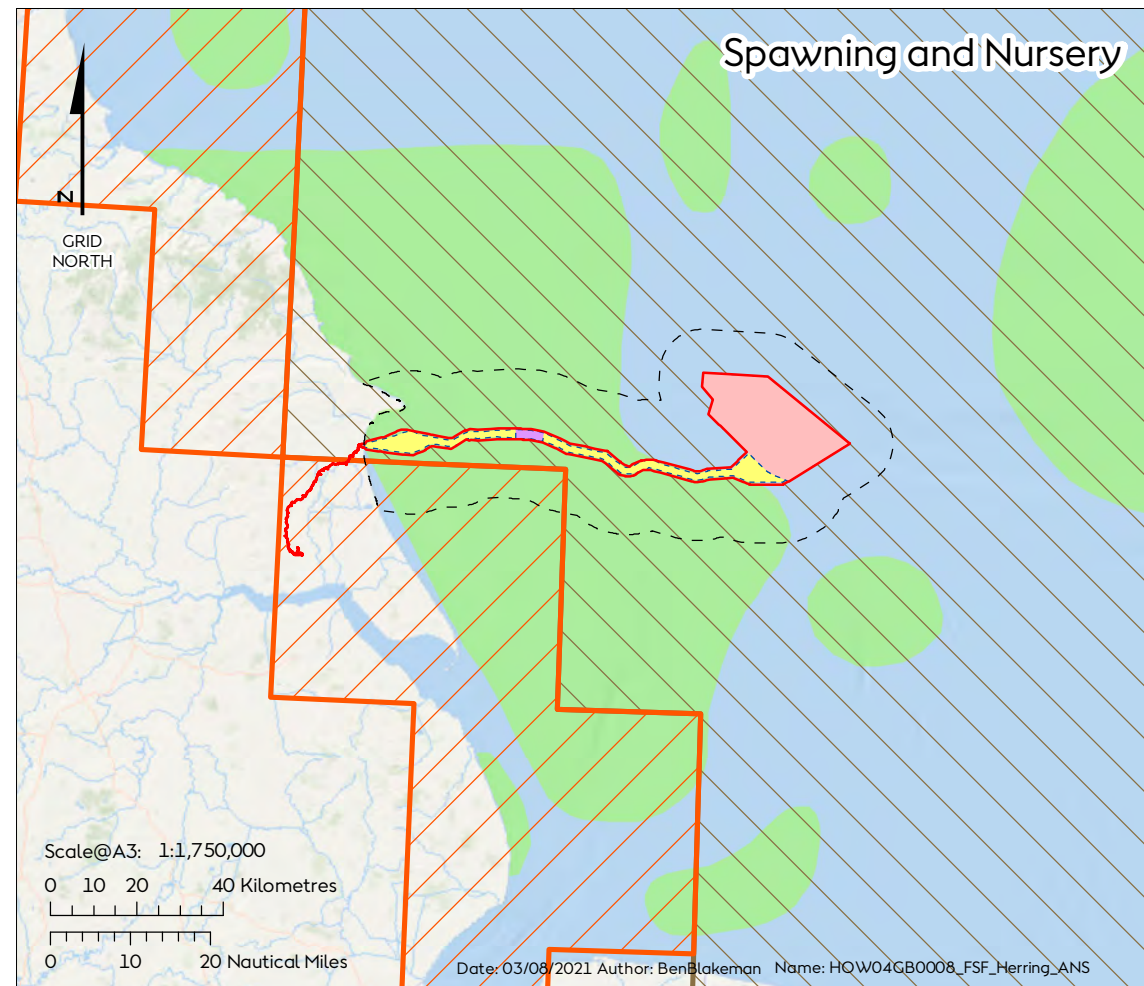 Spawning and Nursery
N
GRID
NORTH
Scale@A3: 1:1,750,000
0 10 20 40 Kilometres
0 10 20 Nautical Miles
Date: 03/08/2021 Author: BenBlakeman Name: HOW04GB0008_FSF_Herring_ANS